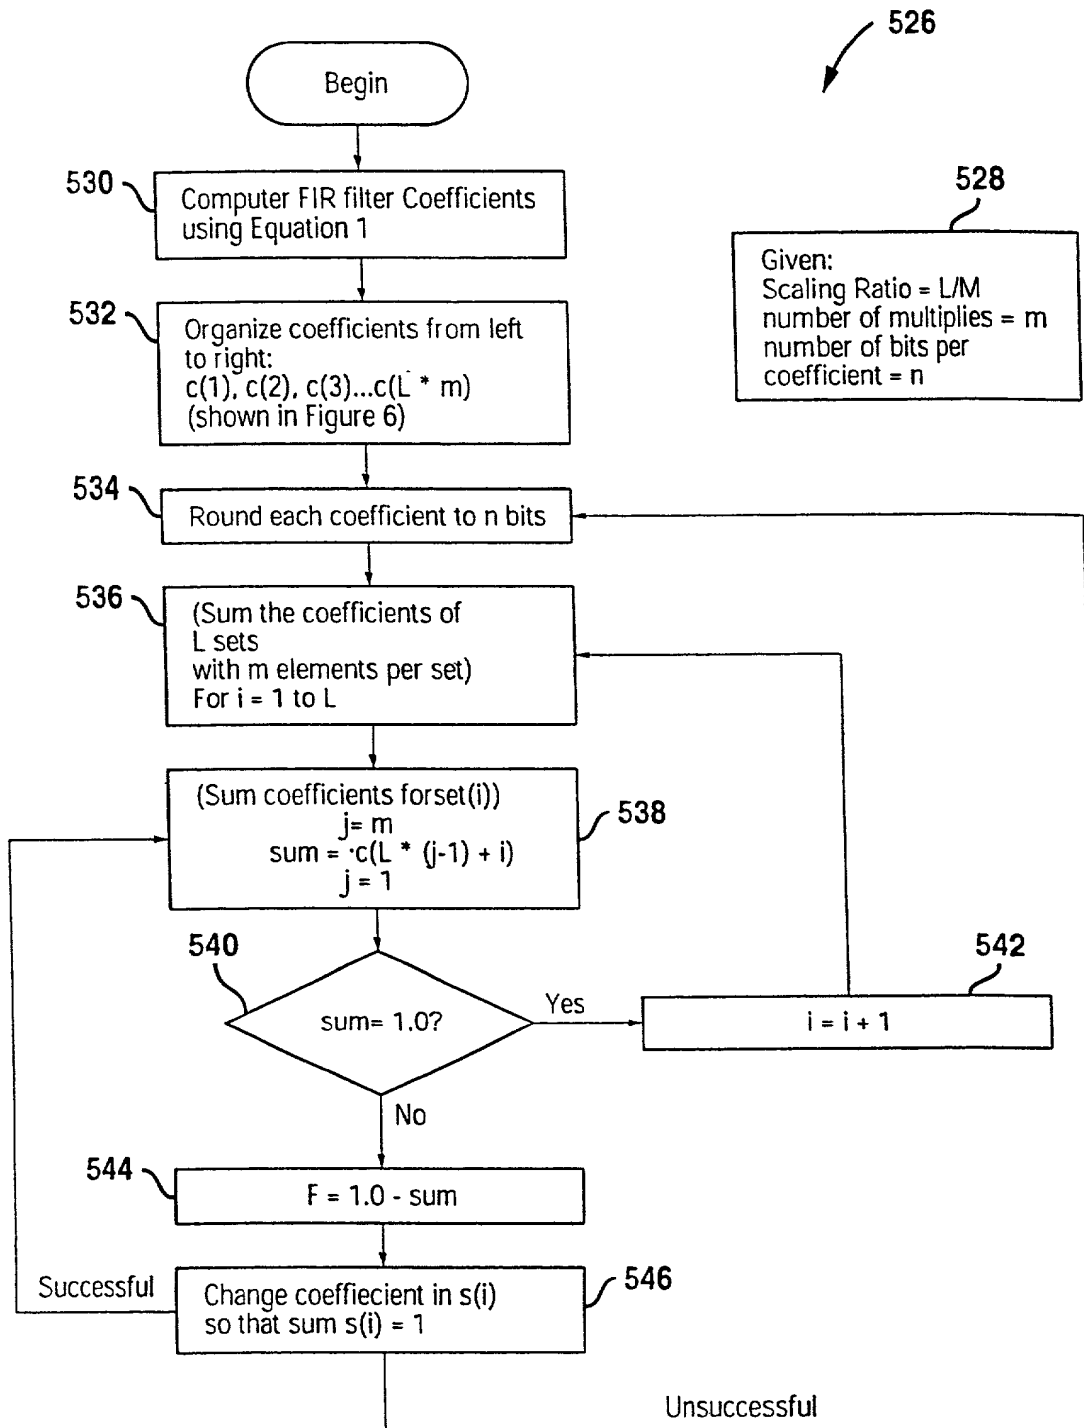 526
Begin
530
Computer FIR filter Coefficients
using Equation 1
528
Given:
Scaling Ratio = L/M
number of multiplies = m
number of bits per
coefficient = n
532
Organize coefficients from left
to right:
c(1), c(2), c(3)...c(L * m)
(shown in Figure 6)
534
Round each coefficient to n bits
536
(Sum the coefficients of
L sets
with m elements per set)
For i = 1 to L
(Sum coefficients forset(i))
j= m
sum = ·c(L * (j-1) + i)
j = 1
538
540
sum= 1.0?
Yes
542
i = i + 1
No
544
F = 1.0 - sum
Successful
546
Change coeffiecient in s(i)
so that sum s(i) = 1
Unsuccessful